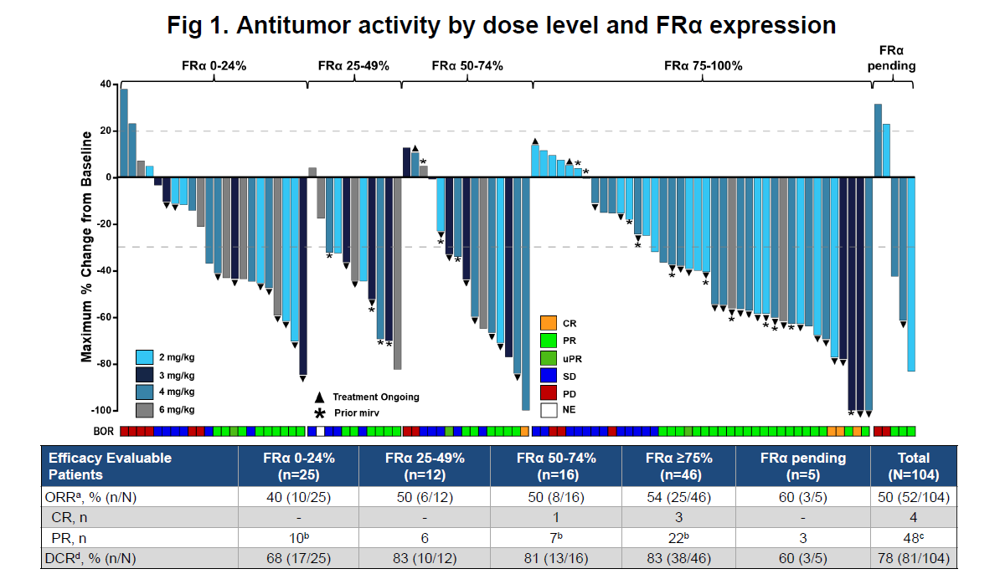 Fig 1. Antitumor activity by dose level and FRα expression
FRα 0-24%
FRα 25-49%
FRα 50-74%
FRα 75-100%
FRα
pending
Maximum % Change from Baseline
40
20
0
-20
-40
-60
-80
-100
2 mg/kg
3 mg/kg
4 mg/kg
6 mg/kg
▲ Treatment Ongoing
* Prior mirv
CR
PR
uPR
SD
PD
NE
BOR
Efficacy Evaluable Patients | FRα 0-24% (n=25) | FRα 25-49% (n=12) | FRα 50-74% (n=16) | FRα ≥75% (n=46) | FRα pending (n=5) | Total (N=104)
ORRᵃ, % (n/N) | 40 (10/25) | 50 (6/12) | 50 (8/16) | 54 (25/46) | 60 (3/5) | 50 (52/104)
CR, n | - | - | 1 | 3 | - | 4
PR, n | 10ᵇ | 6 | 7ᵇ | 22ᵇ | 3 | 48ᶜ
DCRᵈ, % (n/N) | 68 (17/25) | 83 (10/12) | 81 (13/16) | 83 (38/46) | 60 (3/5) | 78 (81/104)